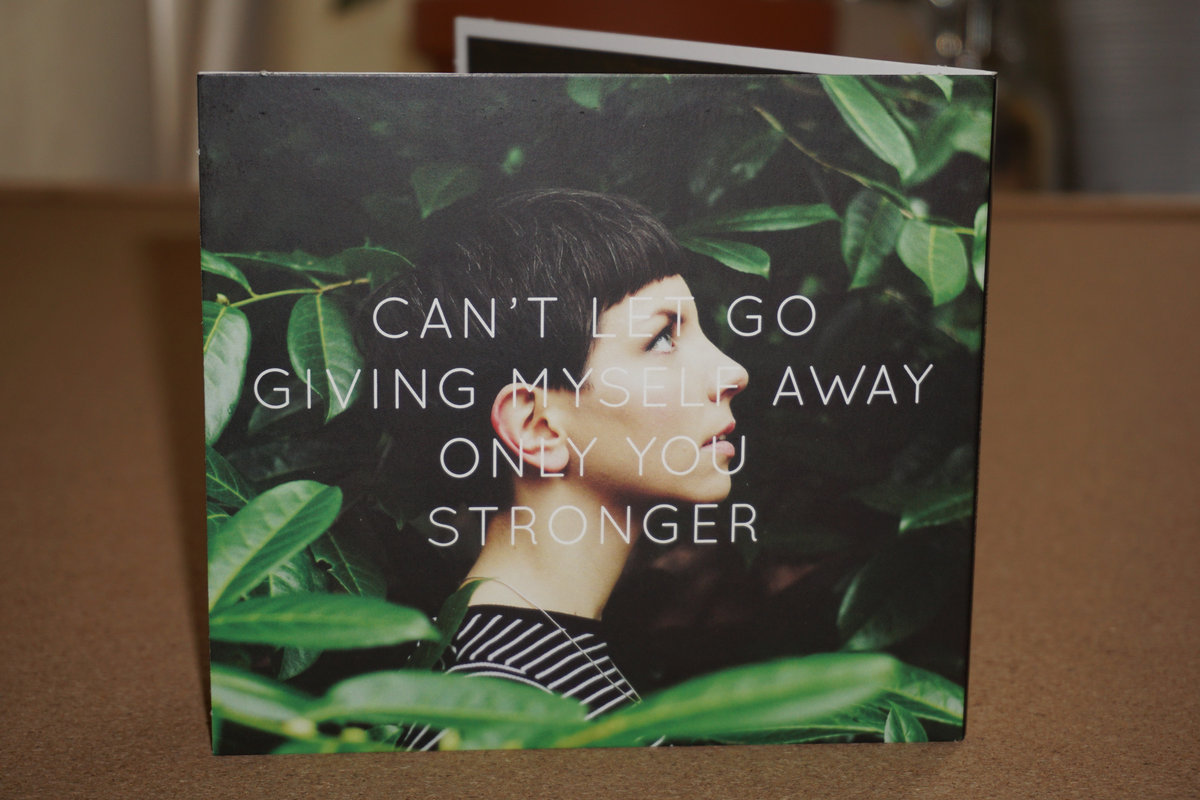 CAN'T LET GO
GIVING MYSELF AWAY
ONLY YOU
STRONGER